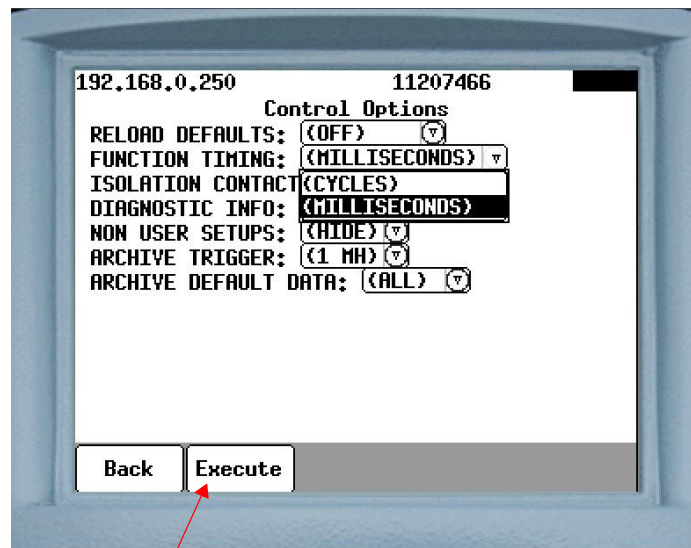 192.168.0.250 11207466
Control Options
RELOAD DEFAULTS: (OFF)
FUNCTION TIMING: (MILLISECONDS)
ISOLATION CONTACT (CYCLES)
DIAGNOSTIC INFO: (MILLISECONDS)
NON USER SETUPS: (HIDE)
ARCHIVE TRIGGER: (1 MH)
ARCHIVE DEFAULT DATA: (ALL)
Back Execute